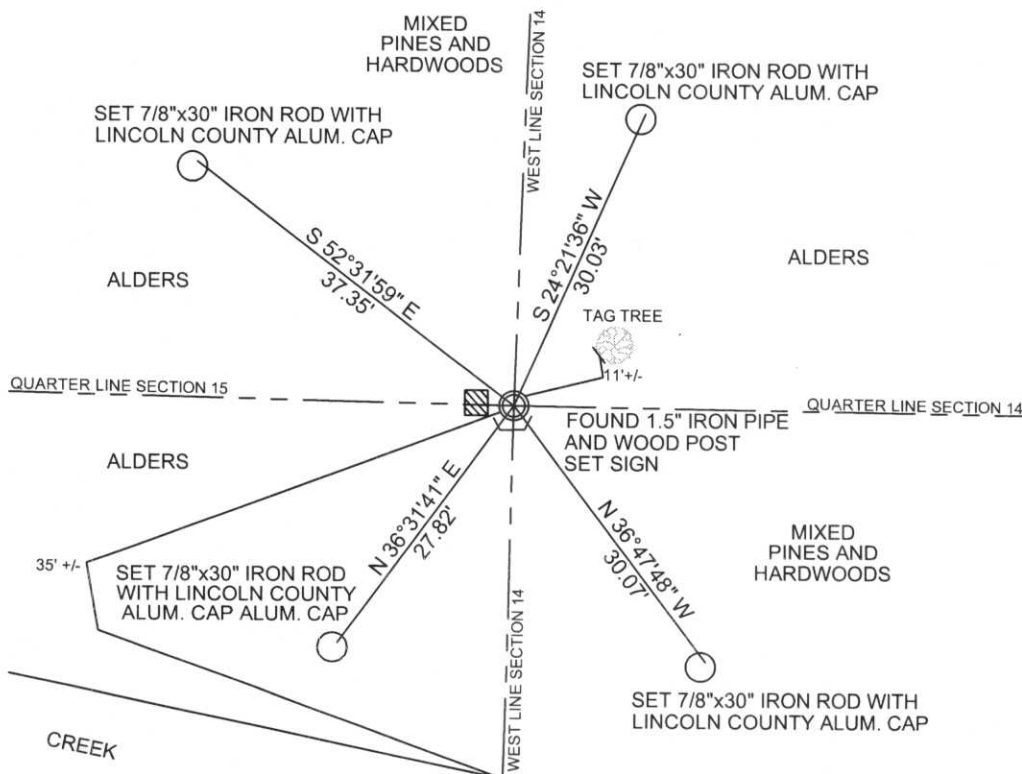 MIXED
PINES AND
HARDWOODS
WEST LINE SECTION 14
SET 7/8"x30" IRON ROD WITH
LINCOLN COUNTY ALUM. CAP
SET 7/8"x30" IRON ROD WITH
LINCOLN COUNTY ALUM. CAP
S 52°31'59" E
37.35'
S 24°21'36" W
30.03'
ALDERS
ALDERS
TAG TREE
11'+/-
QUARTER LINE SECTION 15
QUARTER LINE SECTION 14
FOUND 1.5" IRON PIPE
AND WOOD POST
SET SIGN
ALDERS
N 36°31'41" E
27.82'
N 36°47'48" W
30.07'
MIXED
PINES AND
HARDWOODS
35' +/-
SET 7/8"x30" IRON ROD
WITH LINCOLN COUNTY
ALUM. CAP ALUM. CAP
WEST LINE SECTION 14
SET 7/8"x30" IRON ROD WITH
LINCOLN COUNTY ALUM. CAP
CREEK